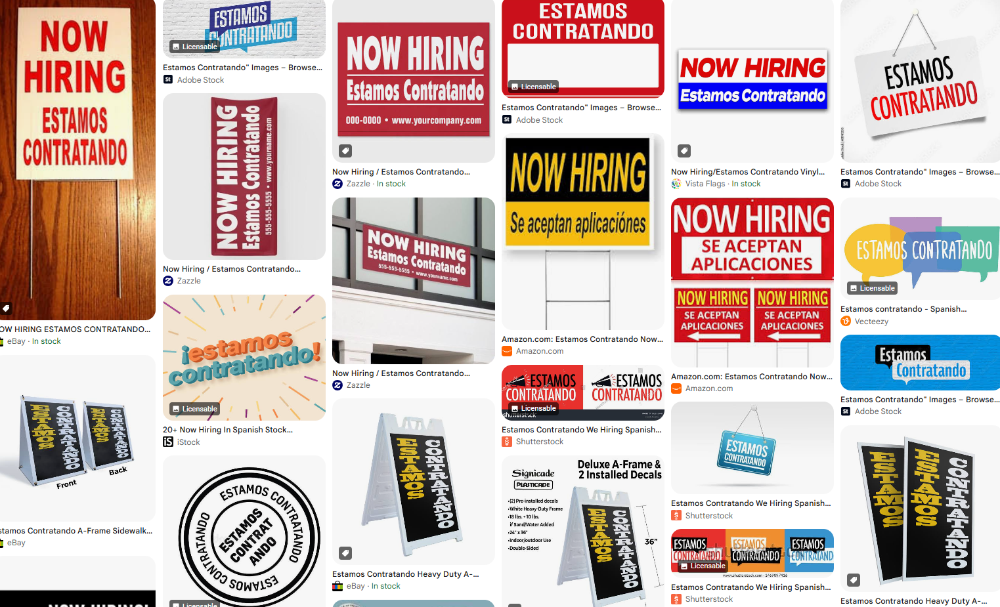 NOW
HIRING
ESTAMOS
CONTRATANDO
OW HIRING ESTAMOS CONTRATANDO...
eBay · In stock
ESTAMOS
CONTRATANDO
ESTAMOS
CONTRATANDO
Front
Back
stamos Contratando A-Frame Sidewalk...
eBay
NOW HIRING!
ESTAMOS
CONTRATANDO
Licensable
Estamos Contratando" Images – Browse...
St Adobe Stock
NOW HIRING
Estamos Contratando
555-555-5555 • www.yourname.com
Now Hiring / Estamos Contratando...
Z Zazzle
¡estamos
contratando!
Licensable
20+ Now Hiring In Spanish Stock...
iS iStock
ESTAMOS CONTRATANDO
ESTAMOS CONTRATANDO
CONTRATANDO
ESTAMOS
CONTRAT
ANDO
Licensable
NOW HIRING
Estamos Contratando
000-0000 • www.yourcompany.com
Now Hiring / Estamos Contratando...
Z Zazzle · In stock
NOW HIRING
Estamos Contratando
555-555-5555 • www.yourname.com
Now Hiring / Estamos Contratando...
Z Zazzle
ESTAMOS
CONTRATANDO
Estamos Contratando Heavy Duty A-...
eBay · In stock
ESTAMOS
CONTRATANDO
Licensable
Estamos Contratando" Images – Browse...
St Adobe Stock
NOW HIRING
Se aceptan aplicaciónes
Amazon.com: Estamos Contratando Now...
Amazon.com
ESTAMOS
CONTRATANDO
ESTAMOS
CONTRATANDO
Licensable
shutterstock
Estamos Contratando We Hiring Spanish...
Shutterstock
Deluxe A-Frame &
2 Installed Decals
Signicade
PLASTICADE
•(2) Pre-installed decals
•White Heavy-Duty Frame
•18 lbs. + 10 lbs.
if Sand/Water Added
•24" x 36"
•Indoor/outdoor Use
•Double-Sided
36"
ESTAMOS
CONTRATANDO
NOW HIRING
Estamos Contratando
Now Hiring/Estamos Contratando Vinyl...
Vista Flags · In stock
NOW HIRING
SE ACEPTAN
APLICACIONES
NOW HIRING
SE ACEPTAN
APLICACIONES
NOW HIRING
SE ACEPTAN
APLICACIONES
Amazon.com: Estamos Contratando Now...
Amazon.com
ESTAMOS
CONTRATANDO
Estamos Contratando We Hiring Spanish...
Shutterstock
ESTAMOS
CONTRATANDO
ESTAMOS
CONTRATANDO
ESTAMOS
CONTRATAND
Licensable
www.shutterstock.com · 1469097416
Estamos Contratando We Hiring Spanish...
Shutterstock
ESTAMOS
CONTRATANDO
Estamos Contratando" Images – Browse...
St Adobe Stock
ESTAMOS CONTRATANDO
Licensable
Estamos contratando - Spanish...
Vecteezy
Estamos
Contratando
Estamos Contratando" Images – Browse...
St Adobe Stock
ESTAMOS
ESTAMOS
CONTRATANDO
Estamos Contratando Heavy Duty A-...